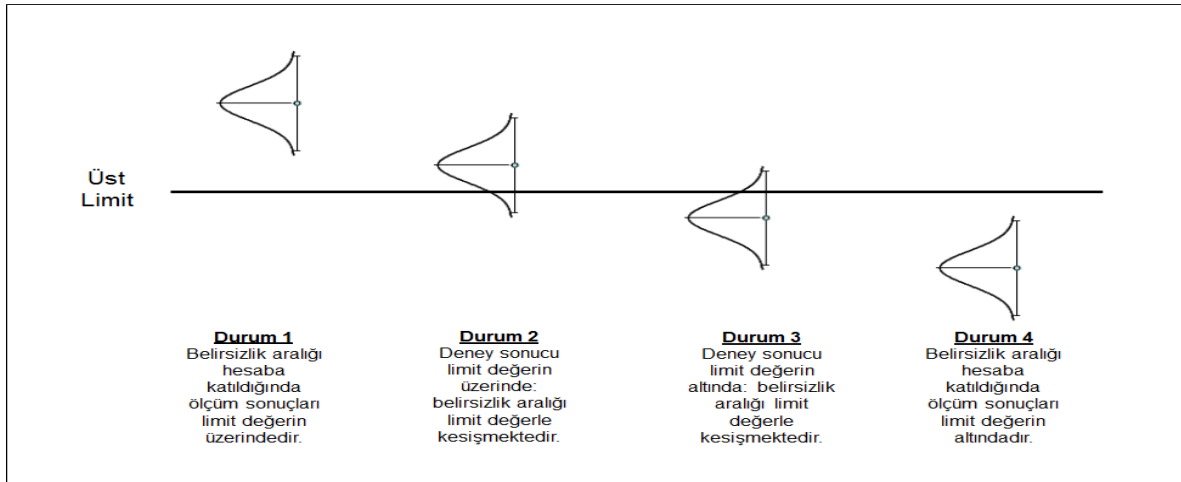 Üst
Limit
Durum 1
Belirsizlik aralığı
hesaba
katıldığında
ölçüm sonuçları
limit değerin
üzerindedir.
Durum 2
Deney sonucu
limit değerin
üzerinde:
belirsizlik aralığı
limit değerle
kesişmektedir.
Durum 3
Deney sonucu
limit değerin
altında: belirsizlik
aralığı limit
değerle
kesişmektedir.
Durum 4
Belirsizlik aralığı
hesaba
katıldığında
ölçüm sonuçları
limit değerin
altındadır.